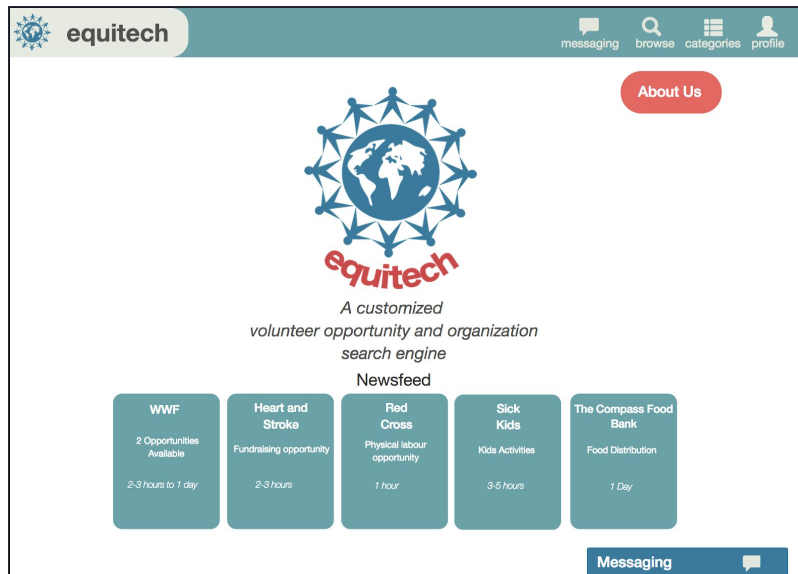 equitech
messaging browse categories profile
About Us
equitech
A customized
volunteer opportunity and organization
search engine
Newsfeed
WWF
2 Opportunities
Available
2-3 hours to 1 day
Heart and
Stroke
Fundraising opportunity
2-3 hours
Red
Cross
Physical labour
opportunity
1 hour
Sick
Kids
Kids Activities
3-5 hours
The Compass Food
Bank
Food Distribution
1 Day
Messaging